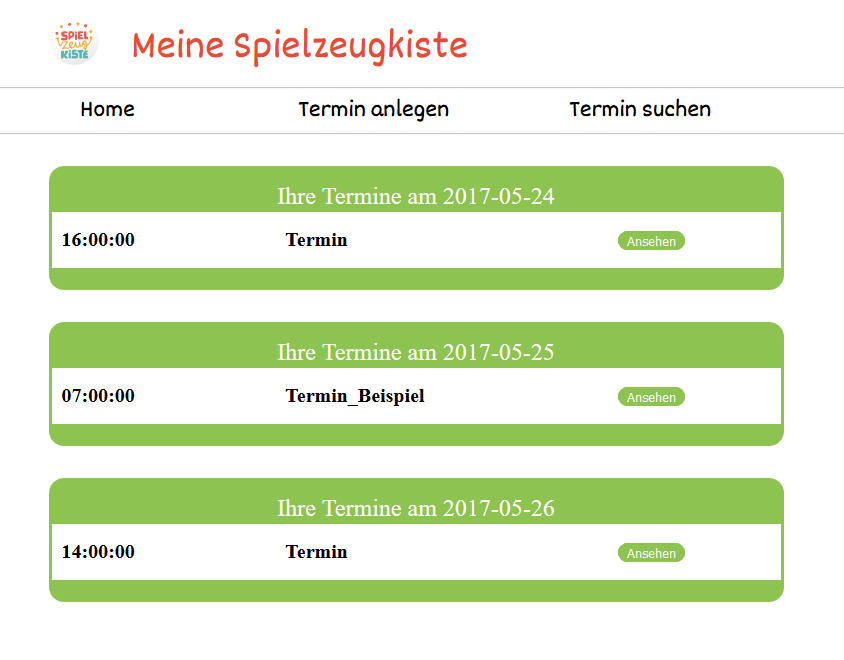 SPIEL
Zeug
KISTE
Meine Spielzeugkiste
Home Termin anlegen Termin suchen
Ihre Termine am 2017-05-24
16:00:00 Termin Ansehen
Ihre Termine am 2017-05-25
07:00:00 Termin_Beispiel Ansehen
Ihre Termine am 2017-05-26
14:00:00 Termin Ansehen